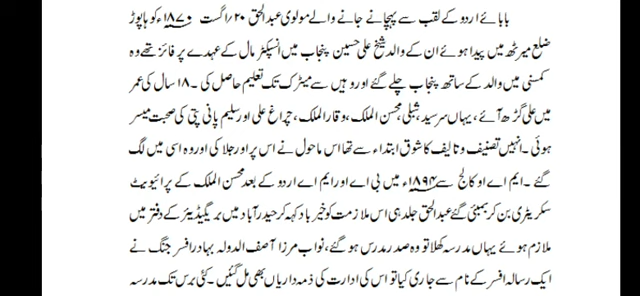 بابائے اردو کے لقب سے پہچانے جانے والے مولوی عبدالحق ۲۰ اگست ۱۸۷۰ء کو ہاپوڑ
ضلع میرٹھ میں پیدا ہوئے ان کے والد شیخ علی حسین پنجاب میں انسپکٹر مال کے عہدے پر فائز تھے وہ
کمسنی میں والد کے ساتھ پنجاب چلے گئے اور وہیں سے میٹرک تک تعلیم حاصل کی۔ ۱۸ سال کی عمر
میں علی گڑھ آئے، یہاں سرسید، شبلی، محسن الملک، وقار الملک، چراغ علی اور سلیم پانی پتی کی صحبت میسر
ہوئی۔ انہیں تصنیف و تالیف کا شوق ابتداء سے تھا اس ماحول نے اس پر اور جلا کی اور وہ اسی میں لگ
گئے۔ ایم اے او کالج سے ۱۸۹۴ء میں بی اے اور ایم اے اردو کے بعد محسن الملک کے پرائیویٹ
سکریٹری بن کر بمبئی گئے عبدالحق جلد ہی اس ملازمت کو خیر باد کہہ کر حیدرآباد میں بریگیڈیئر کے دفتر میں
ملازم ہوئے یہاں مدرسہ کھلا تو وہ صدر مدرس ہو گئے، نواب مرزا آصف الدولہ بہادر افسر جنگ نے
ایک رسالہ افسر کے نام سے جاری کیا تو اس کی ادارت کی ذمہ داریاں بھی مل گئیں۔ کئی برس تک مدرسہ